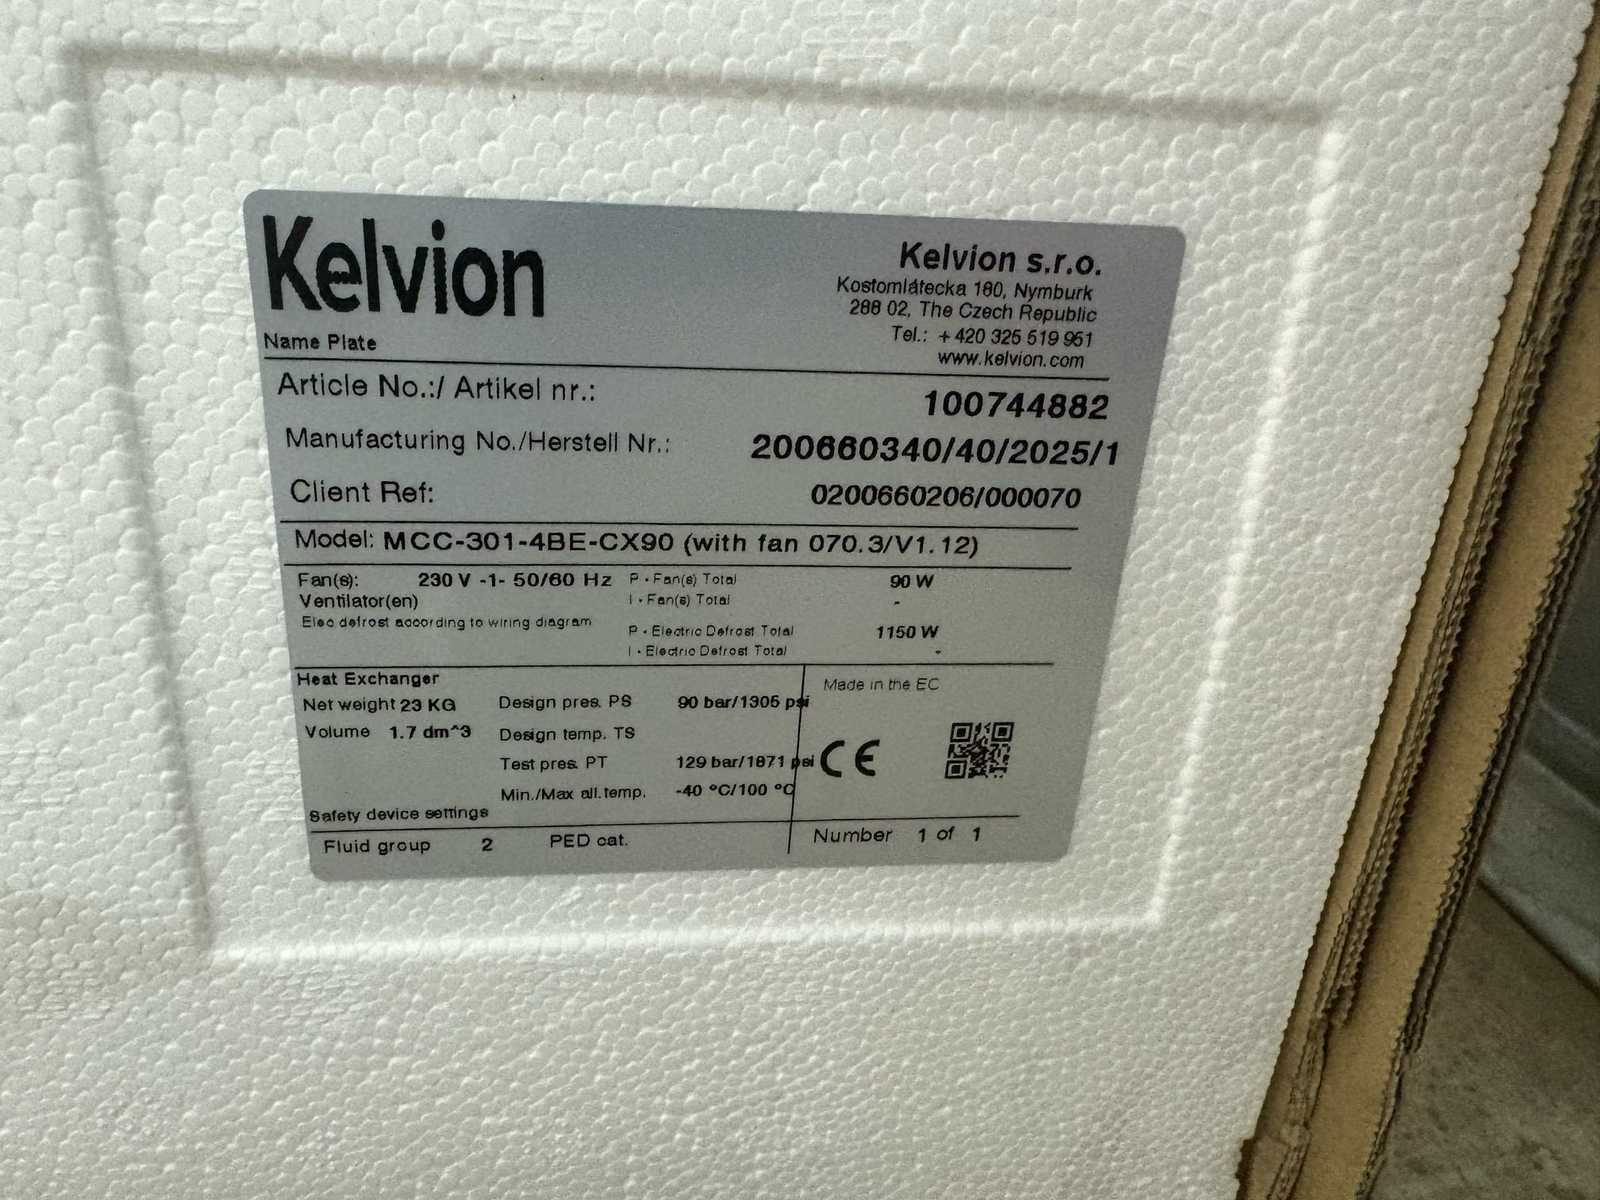 Kelvion
Name Plate
Kelvion s.r.o.
Kostomlátecka 180, Nymburk
288 02, The Czech Republic
Tel.: +420 325 519 951
www.kelvion.com
Article No.:/ Artikel nr.: 100744882
Manufacturing No./Herstell Nr.: 200660340/40/2025/1
Client Ref: 0200660206/000070
Model: MCC-301-4BE-CX90 (with fan 070.3/V1.12)
Fan(s): 230 V -1- 50/60 Hz P - Fan(s) Total 90 W
Ventilator(en) I - Fan(s) Total -
Elec defrost according to wiring diagram
P - Electric Defrost Total 1150 W
I - Electric Defrost Total -
Heat Exchanger
Made in the EC
Net weight 23 KG Design pres. PS 90 bar/1305 psi
Volume 1.7 dm^3 Design temp. TS
CE
Test pres. PT 129 bar/1871 psi
Min./Max all.temp. -40 °C/100 °C
Safety device settings
Fluid group 2 PED cat. Number 1 of 1